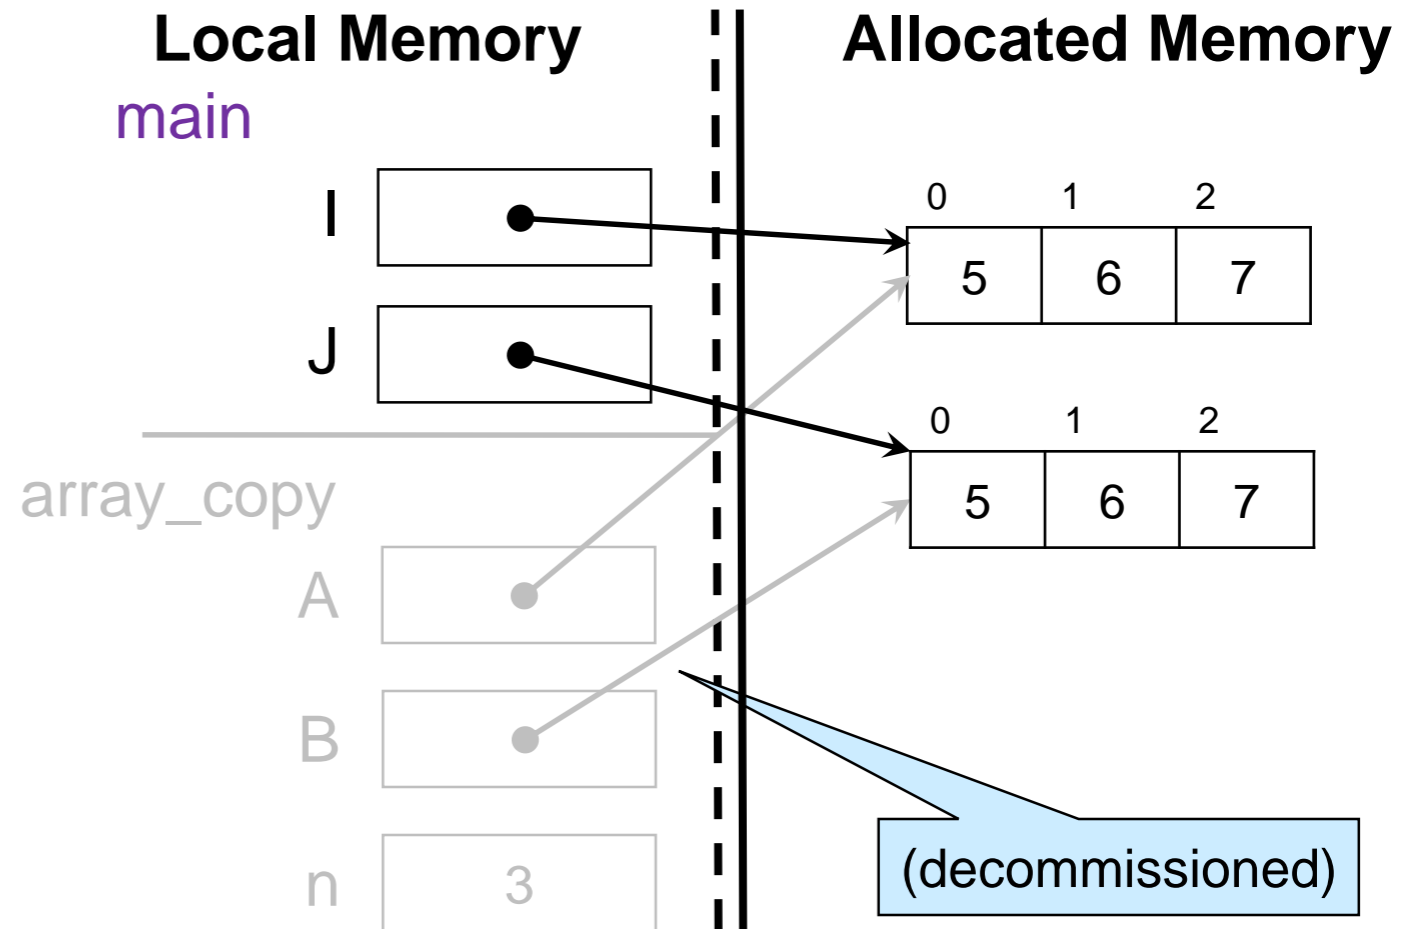 Local Memory
Allocated Memory
main
I
0 1 2
5 6 7
J
0 1 2
5 6 7
array_copy
A
B
n 3
(decommissioned)